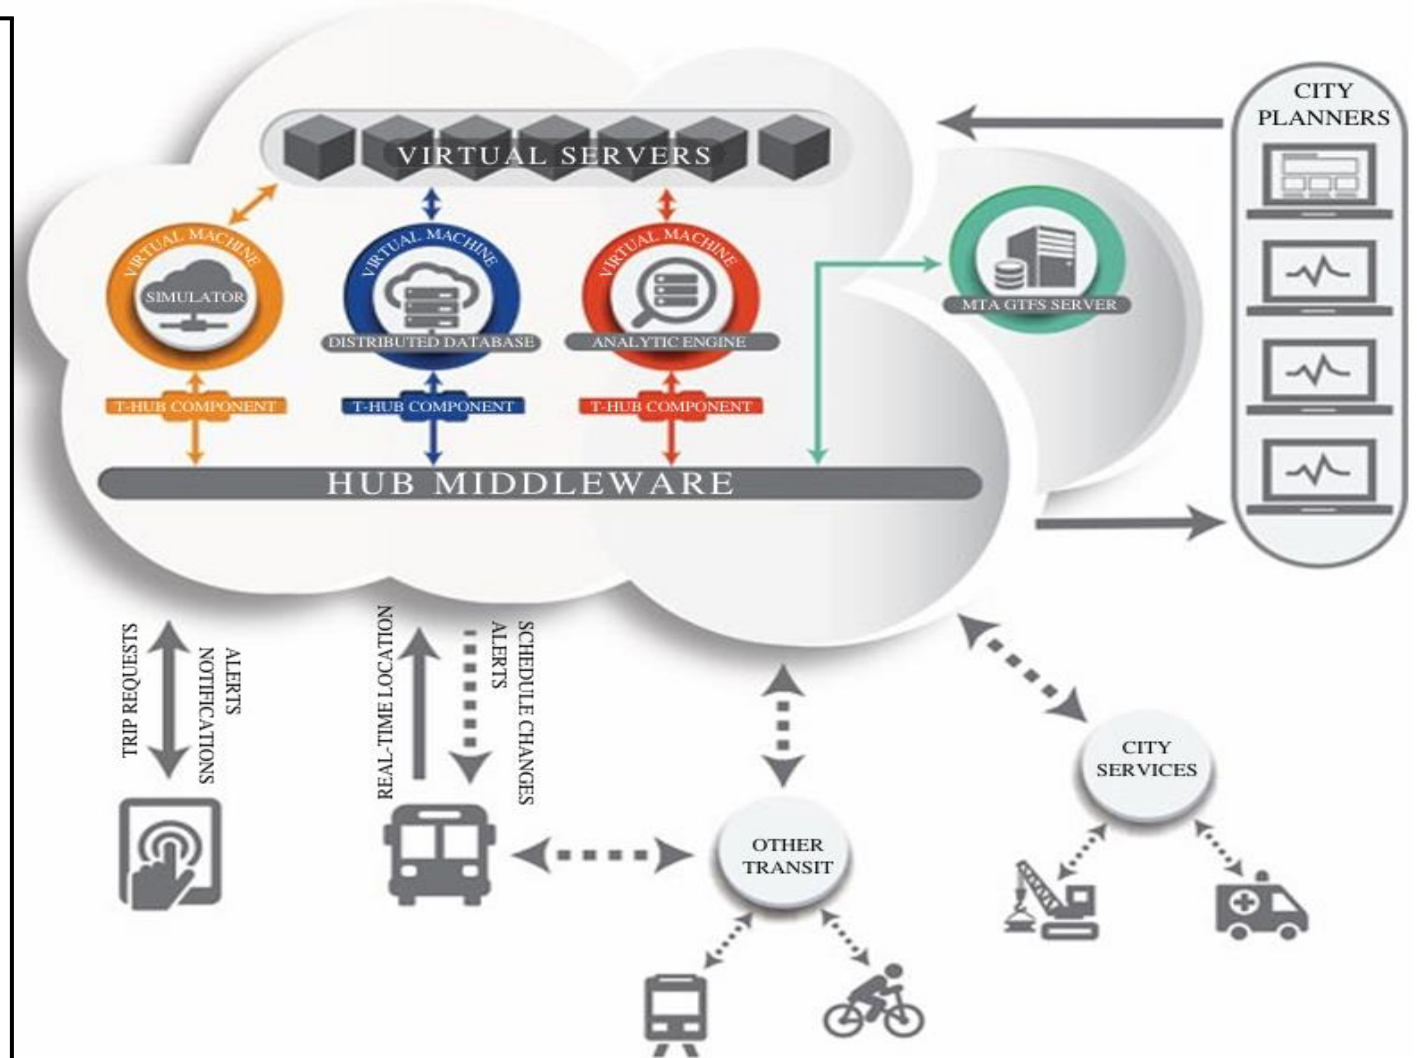 CITY
PLANNERS
VIRTUAL SERVERS
VIRTUAL MACHINE
SIMULATOR
VIRTUAL MACHINE
DISTRIBUTED DATABASE
VIRTUAL MACHINE
ANALYTIC ENGINE
MTA GTFS SERVER
T-HUB COMPONENT
T-HUB COMPONENT
T-HUB COMPONENT
HUB MIDDLEWARE
TRIP REQUESTS
ALERTS
NOTIFICATIONS
REAL-TIME LOCATION
SCHEDULE CHANGES
ALERTS
CITY
SERVICES
OTHER
TRANSIT